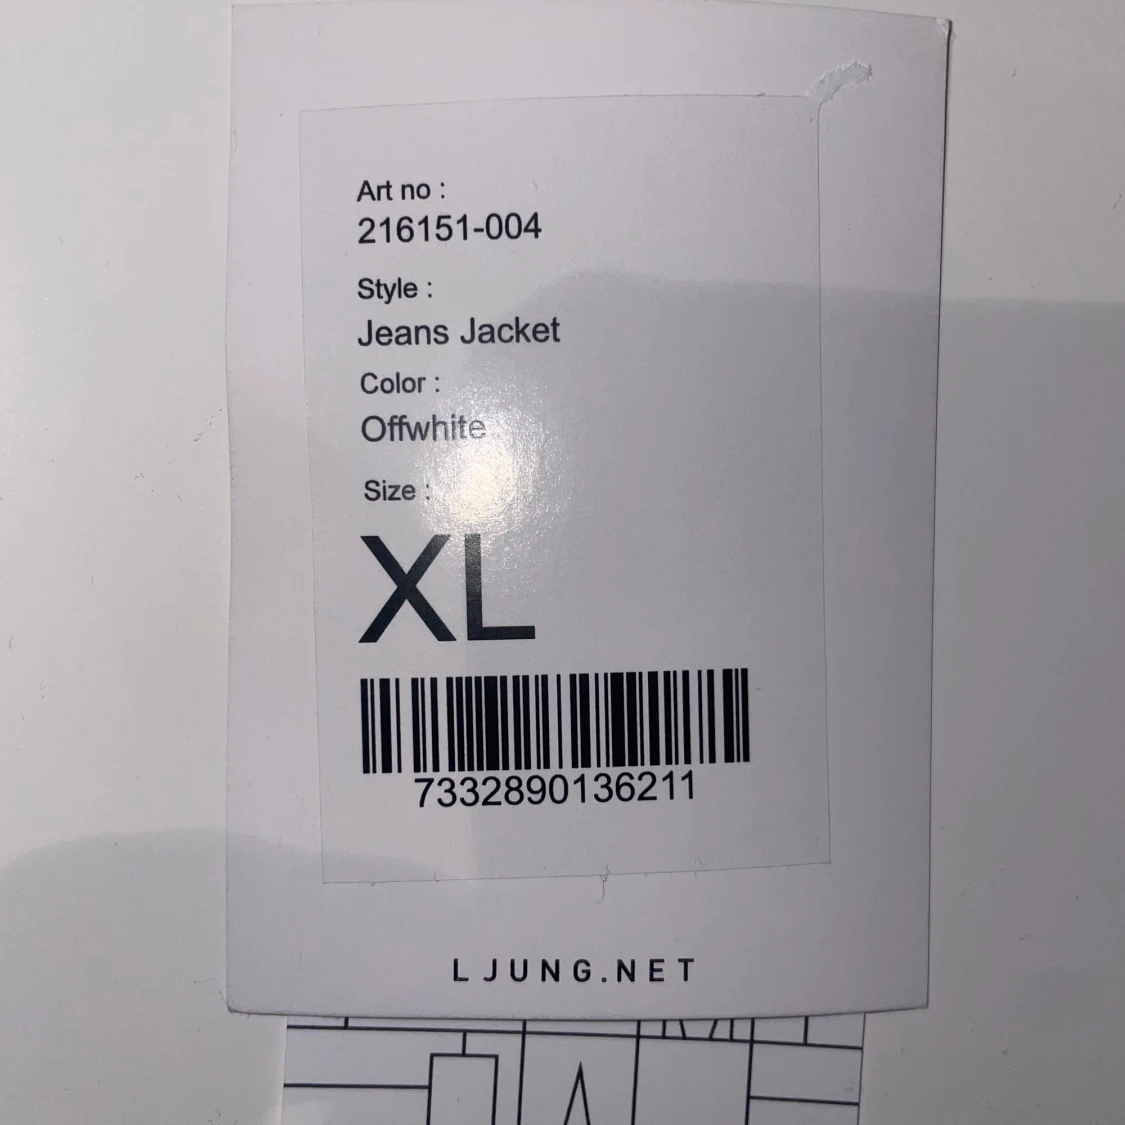 Art no :
216151-004
Style :
Jeans Jacket
Color :
Offwhite
Size :
XL
7332890136211
LJUNG.NET